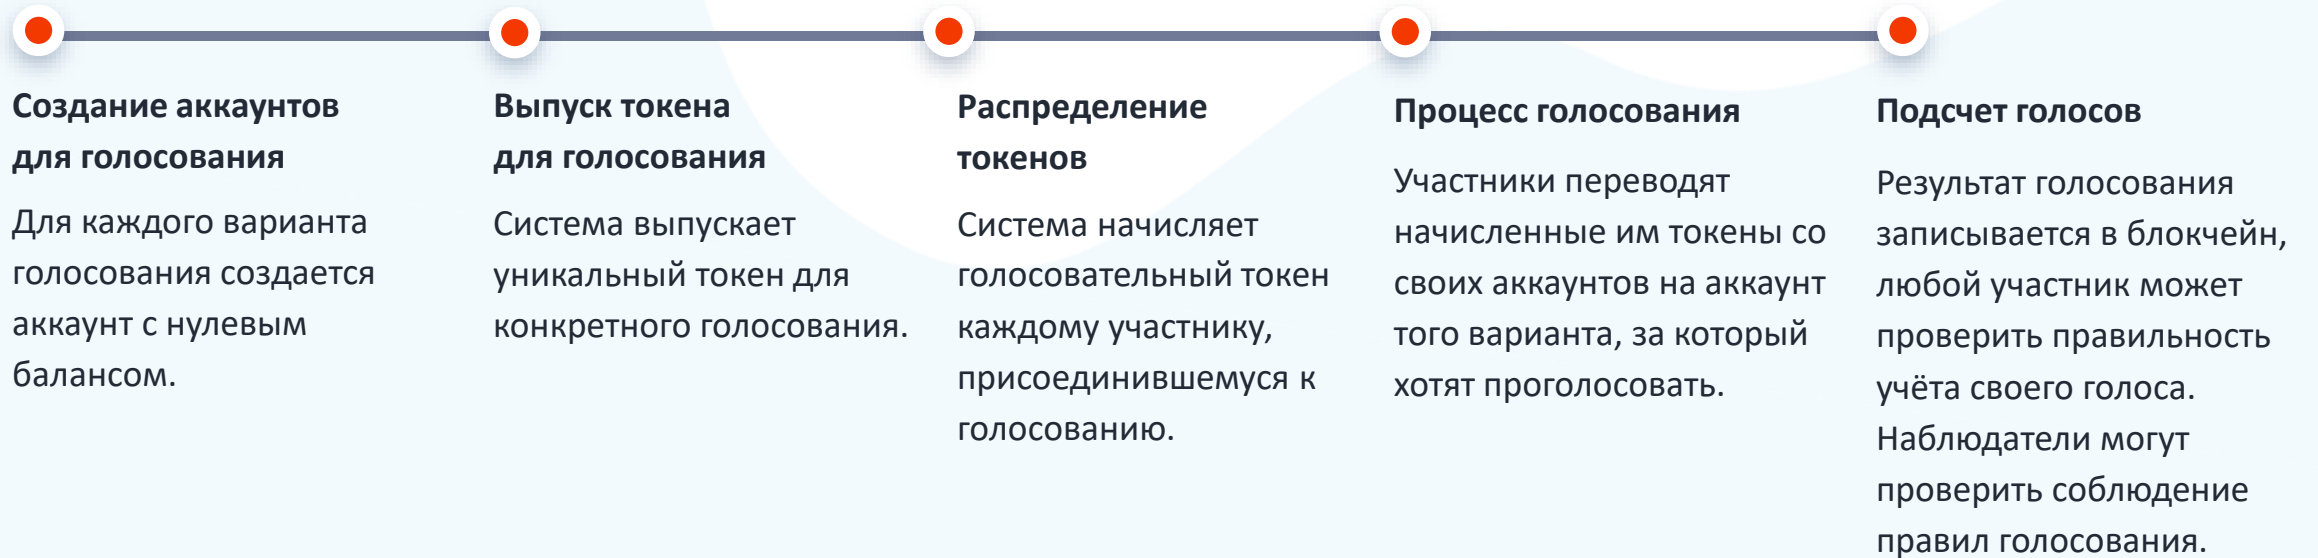 Создание аккаунтов
для голосования
Для каждого варианта
голосования создается
аккаунт с нулевым
балансом.
Выпуск токена
для голосования
Система выпускает
уникальный токен для
конкретного голосования.
Распределение
токенов
Система начисляет
голосовательный токен
каждому участнику,
присоединившемуся к
голосованию.
Процесс голосования
Участники переводят
начисленные им токены со
своих аккаунтов на аккаунт
того варианта, за который
хотят проголосовать.
Подсчет голосов
Результат голосования
записывается в блокчейн,
любой участник может
проверить правильность
учёта своего голоса.
Наблюдатели могут
проверить соблюдение
правил голосования.